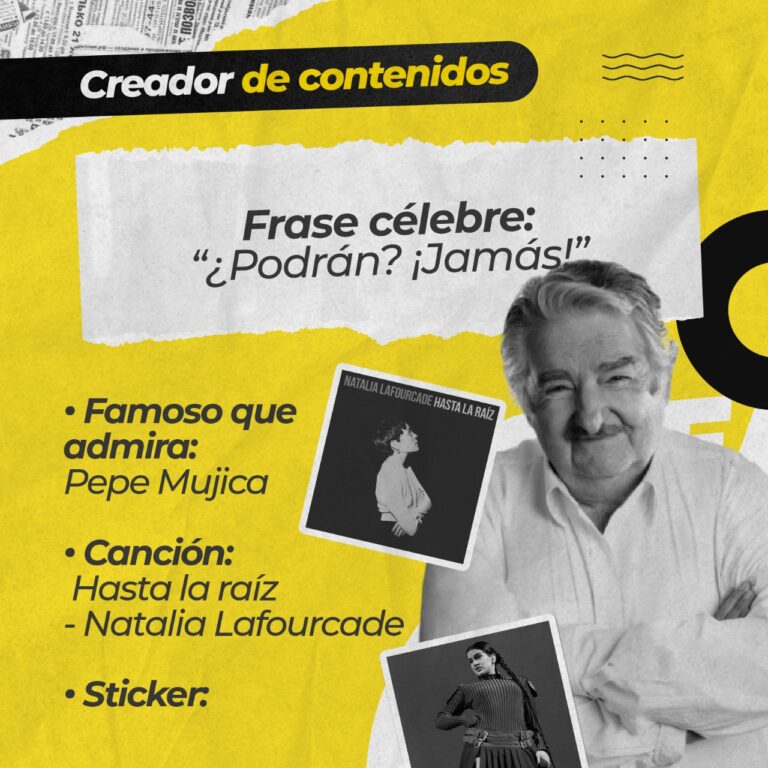 Creador de contenidos
Frase célebre:
“¿Podrán? ¡Jamás!”
NATALIA LAFOURCADE HASTA LA RAÍZ
• Famoso que
admira:
Pepe Mujica
• Canción:
Hasta la raíz
- Natalia Lafourcade
• Sticker: